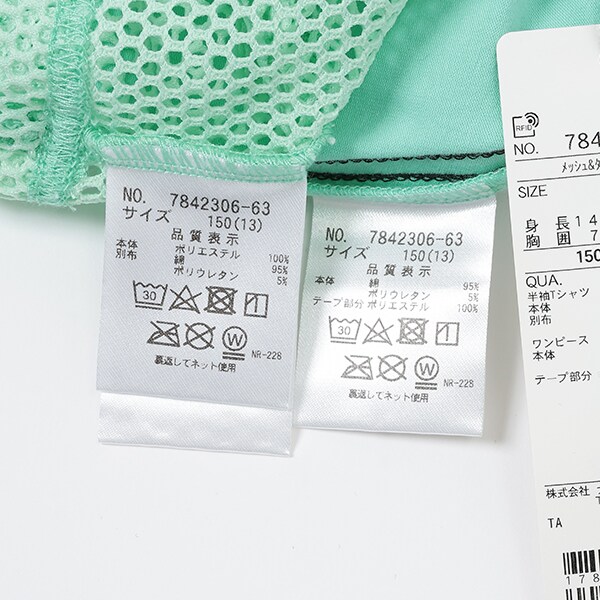 NO. 7842306-63
サイズ 150(13)
品質表示
本体 ポリエステル 100%
別布 綿 95%
ポリウレタン 5%
30
W
NR-228
裏返してネット使用
NO. 7842306-63
サイズ 150(13)
品質表示
本体 綿 95%
ポリウレタン 5%
テープ部分 ポリエステル 100%
30
W
NR-228
裏返してネット使用
RFID
NO. 784
メッシュ&
SIZE
身長14
胸囲7
150
QUA.
半袖Tシャツ
本体
別布
ワンピース
本体
テープ部分
株式会社
TA
178